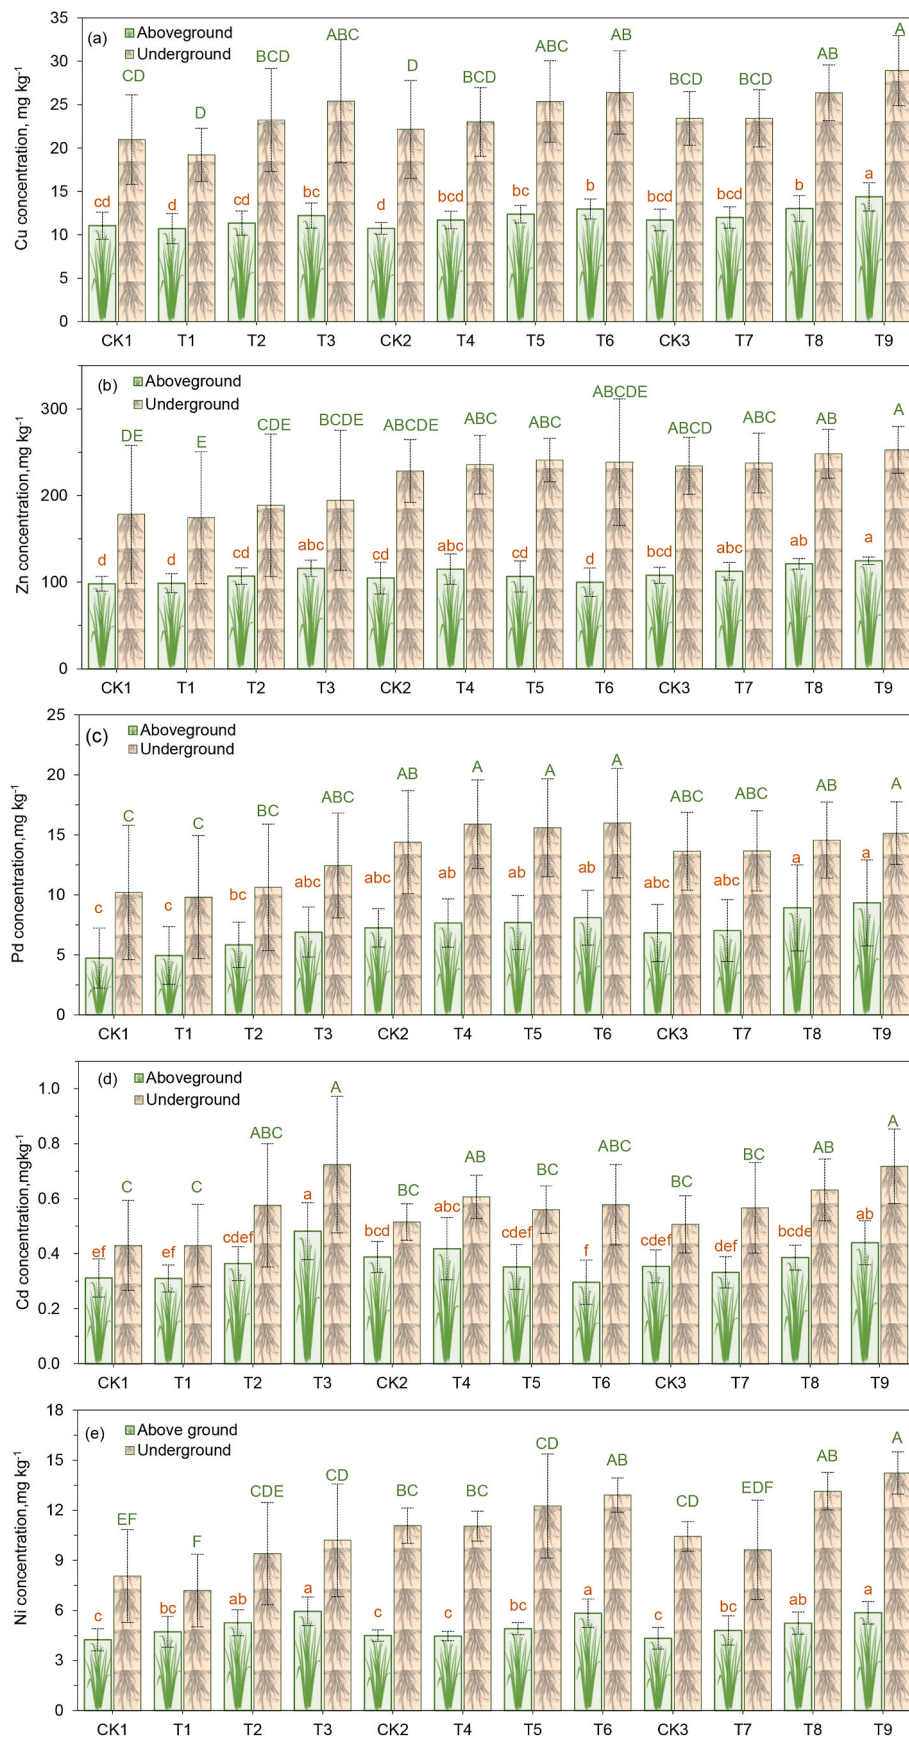 (a)
Aboveground
Underground
Cu concentration, mg kg-1
35
30
25
20
15
10
5
0
CD
D
BCD
ABC
D
BCD
ABC
AB
BCD
BCD
AB
A
cd
d
cd
bc
d
bcd
bc
b
bcd
bcd
b
a
CK1 T1 T2 T3 CK2 T4 T5 T6 CK3 T7 T8 T9
(b)
Aboveground
Underground
Zn concentration,mg kg-1
300
200
100
0
DE
E
CDE
BCDE
ABCDE
ABC
ABC
ABCDE
ABCD
ABC
AB
A
d
d
cd
abc
cd
abc
cd
d
bcd
abc
ab
a
CK1 T1 T2 T3 CK2 T4 T5 T6 CK3 T7 T8 T9
(c)
Aboveground
Underground
Pd concentration,mg kg-1
25
20
15
10
5
0
C
C
BC
ABC
AB
A
A
A
ABC
ABC
AB
A
c
c
bc
abc
abc
ab
ab
ab
abc
abc
a
a
CK1 T1 T2 T3 CK2 T4 T5 T6 CK3 T7 T8 T9
(d)
Aboveground
Underground
Cd concentration,mgkg-1
1.0
0.8
0.6
0.4
0.2
0.0
C
C
ABC
A
BC
AB
BC
ABC
BC
BC
AB
A
ef
ef
cdef
a
bcd
abc
cdef
f
cdef
def
bcde
ab
CK1 T1 T2 T3 CK2 T4 T5 T6 CK3 T7 T8 T9
(e)
Above ground
Underground
Ni concentration,mg kg-1
18
15
12
9
6
3
0
EF
F
CDE
CD
BC
BC
CD
AB
CD
EDF
AB
A
c
bc
ab
a
c
c
bc
a
c
bc
ab
a
CK1 T1 T2 T3 CK2 T4 T5 T6 CK3 T7 T8 T9